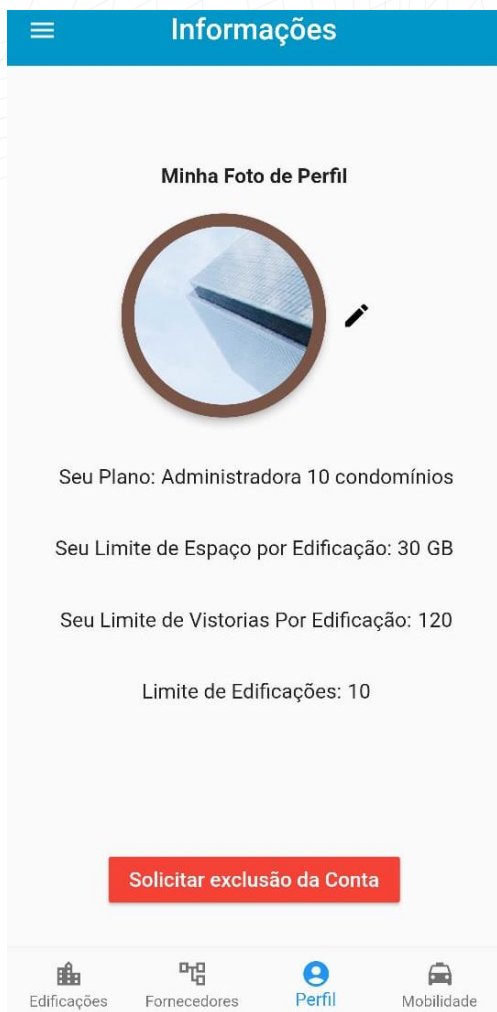 Informações
Minha Foto de Perfil
Seu Plano: Administradora 10 condomínios
Seu Limite de Espaço por Edificação: 30 GB
Seu Limite de Vistorias Por Edificação: 120
Limite de Edificações: 10
Solicitar exclusão da Conta
Edificações Fornecedores Perfil Mobilidade